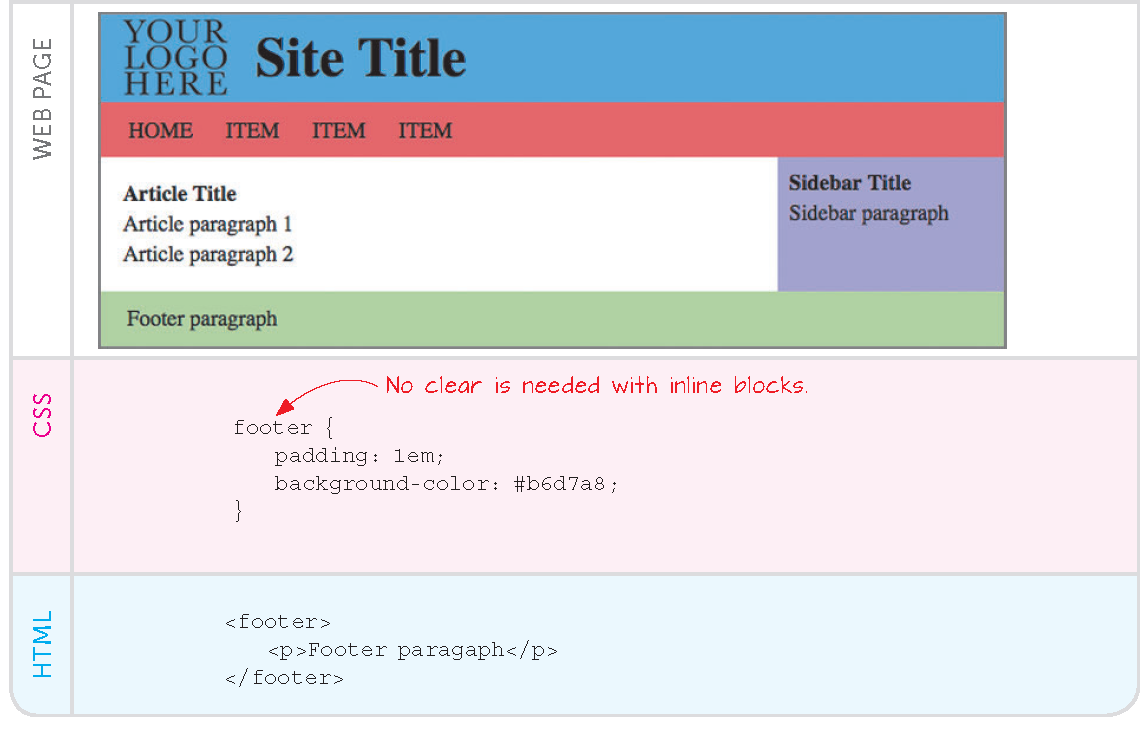 WEB PAGE
YOUR
LOGO
HERE
Site Title
HOME ITEM ITEM ITEM
Article Title
Article paragraph 1
Article paragraph 2
Sidebar Title
Sidebar paragraph
Footer paragraph
CSS
No clear is needed with inline blocks.
footer {
padding: 1em;
background-color: #b6d7a8;
}
HTML
<footer>
<p>Footer paragaph</p>
</footer>